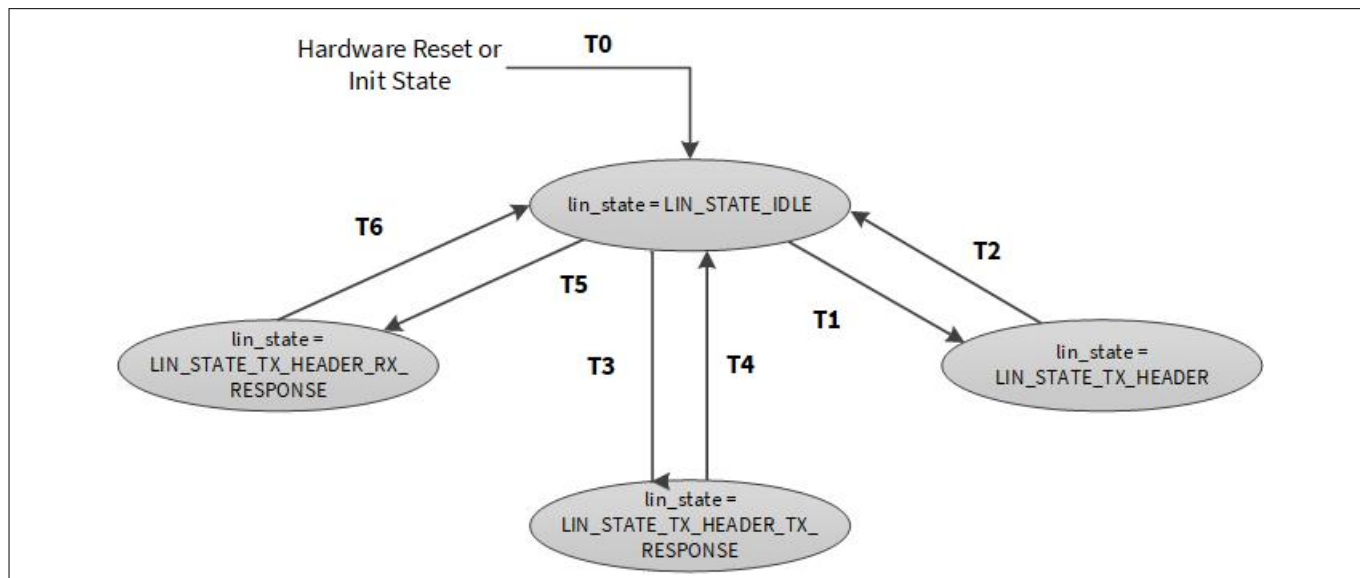 Hardware Reset or
Init State
T0
lin_state = LIN_STATE_IDLE
T6
T2
T5
T1
lin_state =
LIN_STATE_TX_HEADER_RX_
RESPONSE
T3
T4
lin_state =
LIN_STATE_TX_HEADER
lin_state =
LIN_STATE_TX_HEADER_TX_
RESPONSE